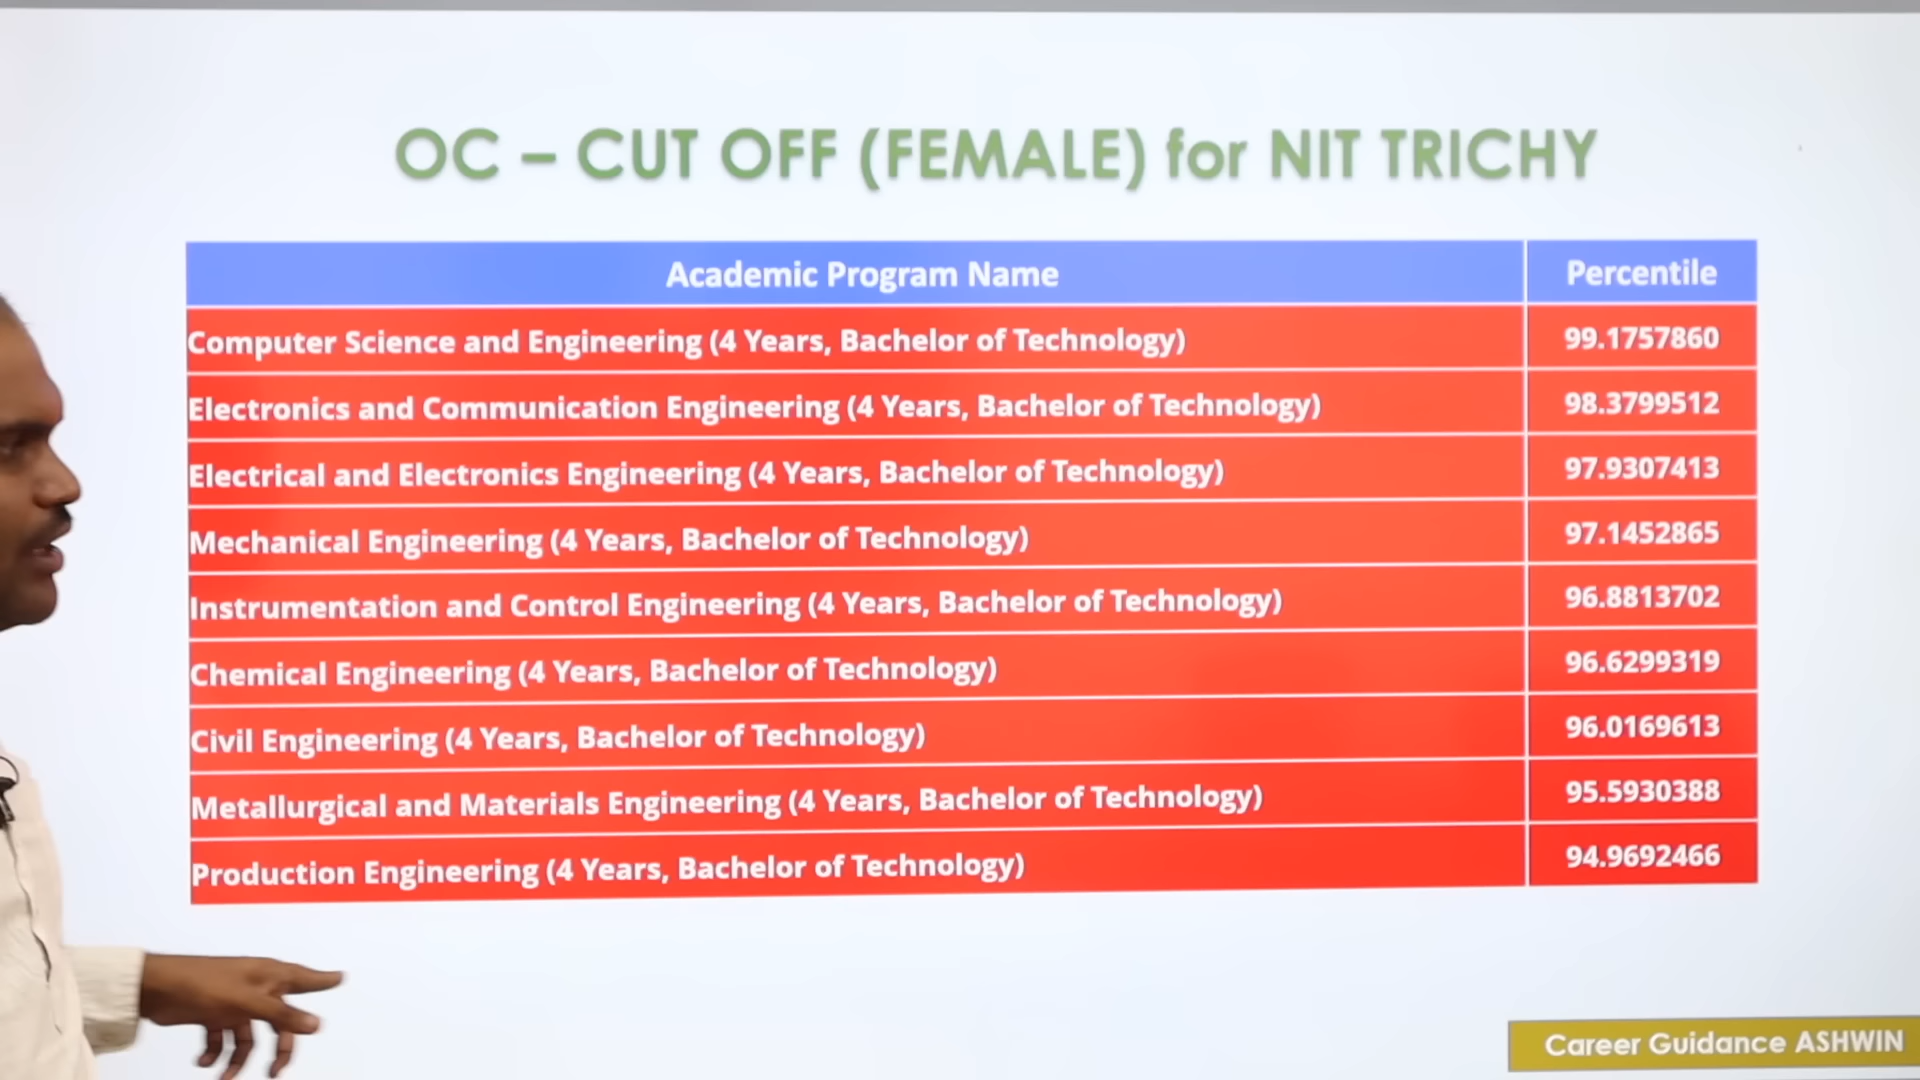 OC – CUT OFF (FEMALE) for NIT TRICHY
Academic Program Name Percentile
Computer Science and Engineering (4 Years, Bachelor of Technology) 99.1757860
Electronics and Communication Engineering (4 Years, Bachelor of Technology) 98.3799512
Electrical and Electronics Engineering (4 Years, Bachelor of Technology) 97.9307413
Mechanical Engineering (4 Years, Bachelor of Technology) 97.1452865
Instrumentation and Control Engineering (4 Years, Bachelor of Technology) 96.8813702
Chemical Engineering (4 Years, Bachelor of Technology) 96.6299319
Civil Engineering (4 Years, Bachelor of Technology) 96.0169613
Metallurgical and Materials Engineering (4 Years, Bachelor of Technology) 95.5930388
Production Engineering (4 Years, Bachelor of Technology) 94.9692466
Career Guidance ASHWIN